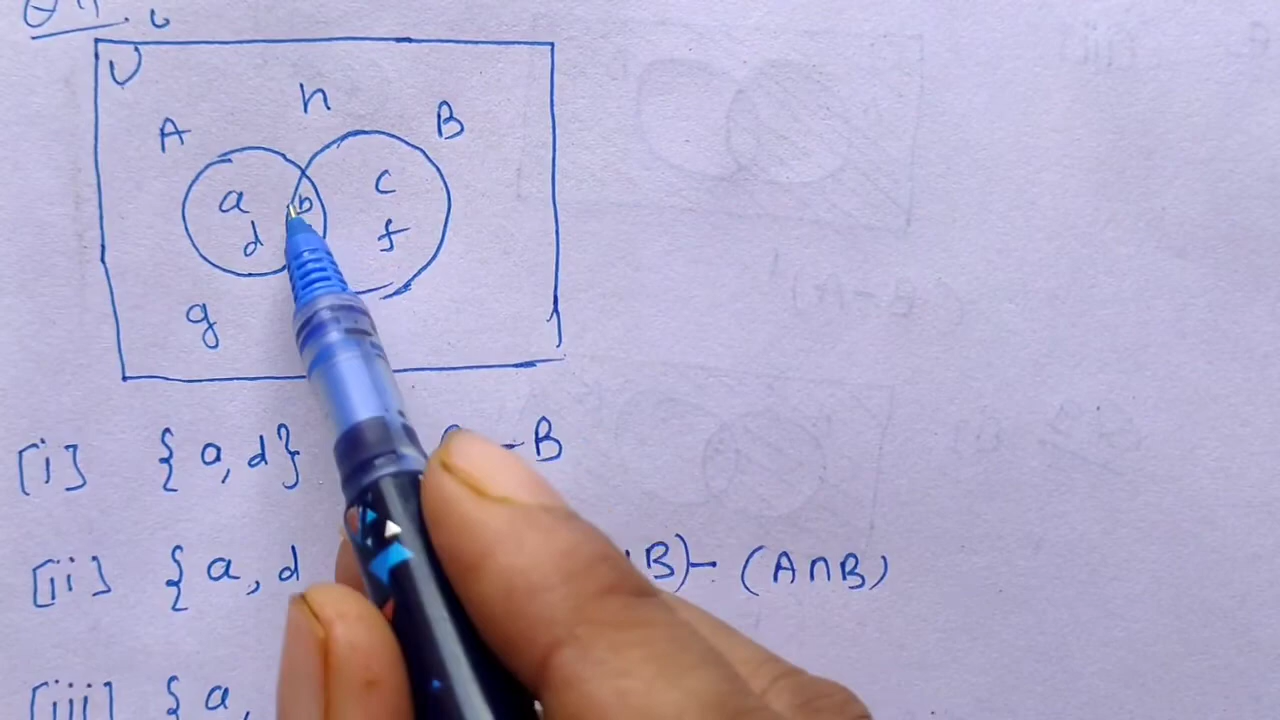 U
h
A B
a b c
d f
g
[i] {a, d} - B
[ii] {a, d B) - (A∩B)
[iii] {a,